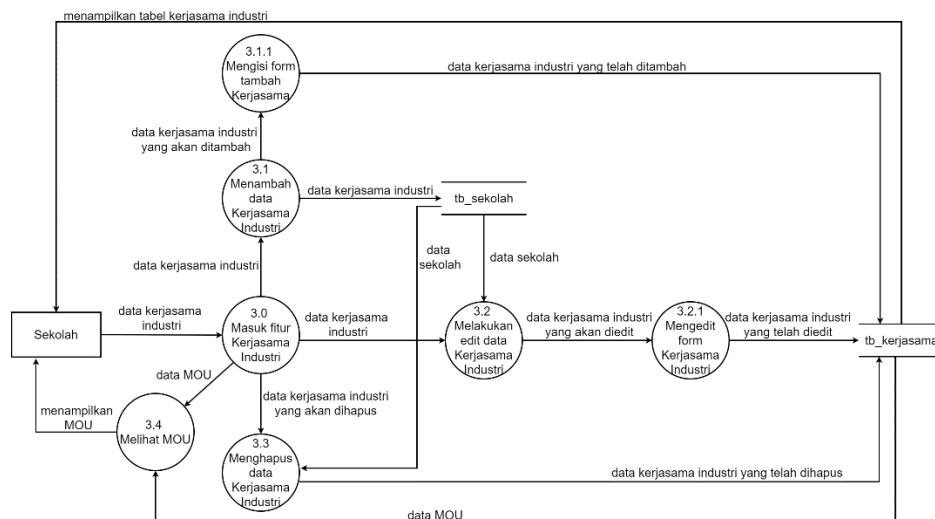 menampilkan tabel kerjasama industri
3.1.1
Mengisi form
tambah
Kerjasama
data kerjasama industri yang telah ditambah
data kerjasama industri
yang akan ditambah
3.1
Menambah
data
Kerjasama
Industri
data kerjasama industri
tb_sekolah
data kerjasama industri
data
sekolah
data sekolah
Sekolah
data kerjasama
industri
3.0
Masuk fitur
Kerjasama
Industri
data kerjasama
industri
3.2
Melakukan
edit data
Kerjasama
Industri
data kerjasama industri
yang akan diedit
3.2.1
Mengedit
form
Kerjasama
Industri
data kerjasama industri
yang telah diedit
tb_kerjasama
data MOU
menampilkan
MOU
3.4
Melihat MOU
data kerjasama industri
yang akan dihapus
3.3
Menghapus
data
Kerjasama
Industri
data kerjasama industri yang telah dihapus
data MOU